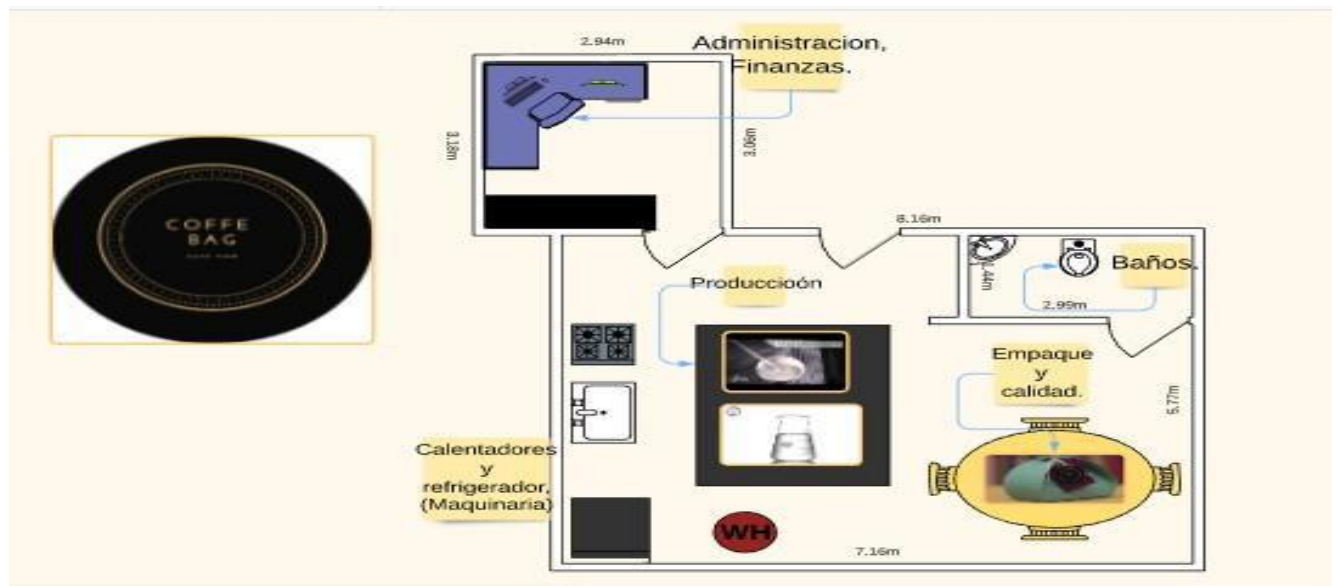 2.94m
Administracion,
Finanzas.
3.18m
3.06m
COFFE
BAG
8.16m
1.44m
Baños.
2.99m
Produccioón
Empaque
y
calidad.
5.77m
Calentadores
y
refrigerador,
(Maquinaria)
WH
7.16m